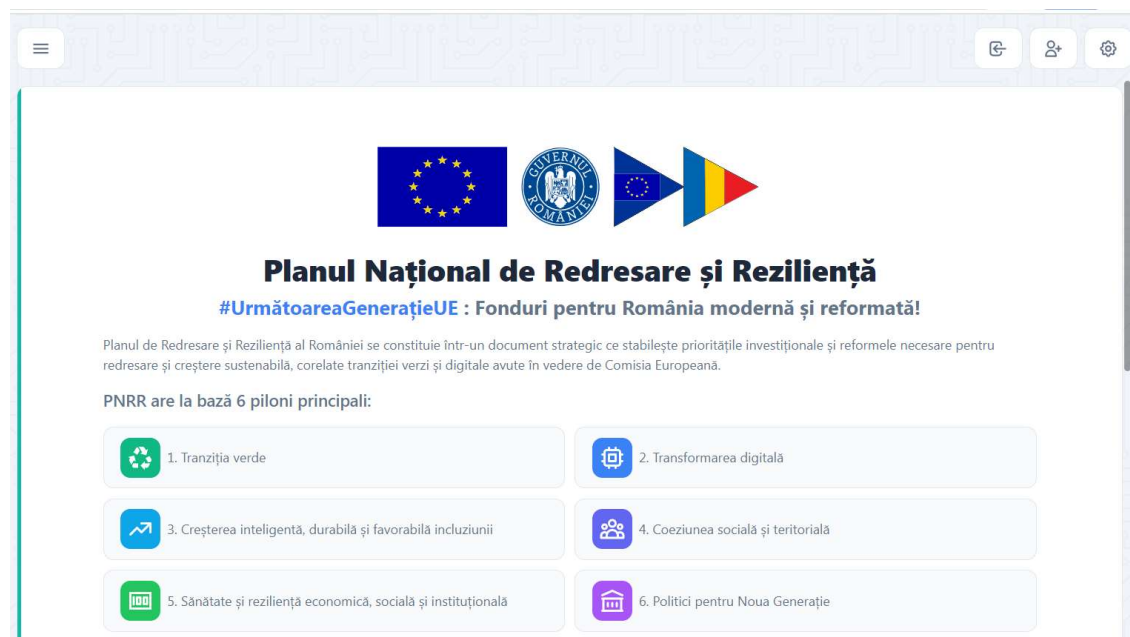 GUVERNUL ROMÂNIEI
Planul Național de Redresare și Reziliență
#UrmătoareaGenerațieUE : Fonduri pentru România modernă și reformată!
Planul de Redresare și Reziliență al României se constituie într-un document strategic ce stabilește prioritățile investiționale și reformele necesare pentru
redresare și creștere sustenabilă, corelate tranziției verzi și digitale avute în vedere de Comisia Europeană.
PNRR are la bază 6 piloni principali:
1. Tranziția verde
2. Transformarea digitală
3. Creșterea inteligentă, durabilă și favorabilă incluziunii
4. Coeziunea socială și teritorială
5. Sănătate și reziliență economică, socială și instituțională
6. Politici pentru Noua Generație